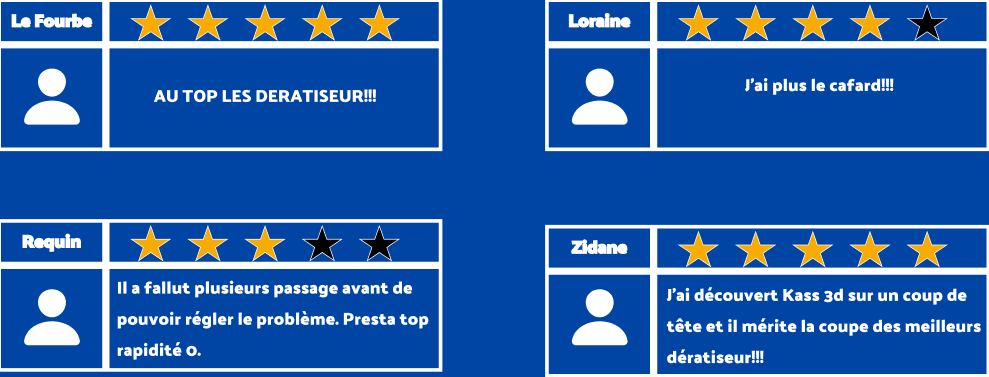 Le Fourbe
AU TOP LES DERATISEUR!!!
Loraine
J'ai plus le cafard!!!
Requin
Il a fallut plusieurs passage avant de
pouvoir régler le problème. Presta top
rapidité 0.
Zidane
J'ai découvert Kass 3d sur un coup de
tête et il mérite la coupe des meilleurs
dératiseur!!!